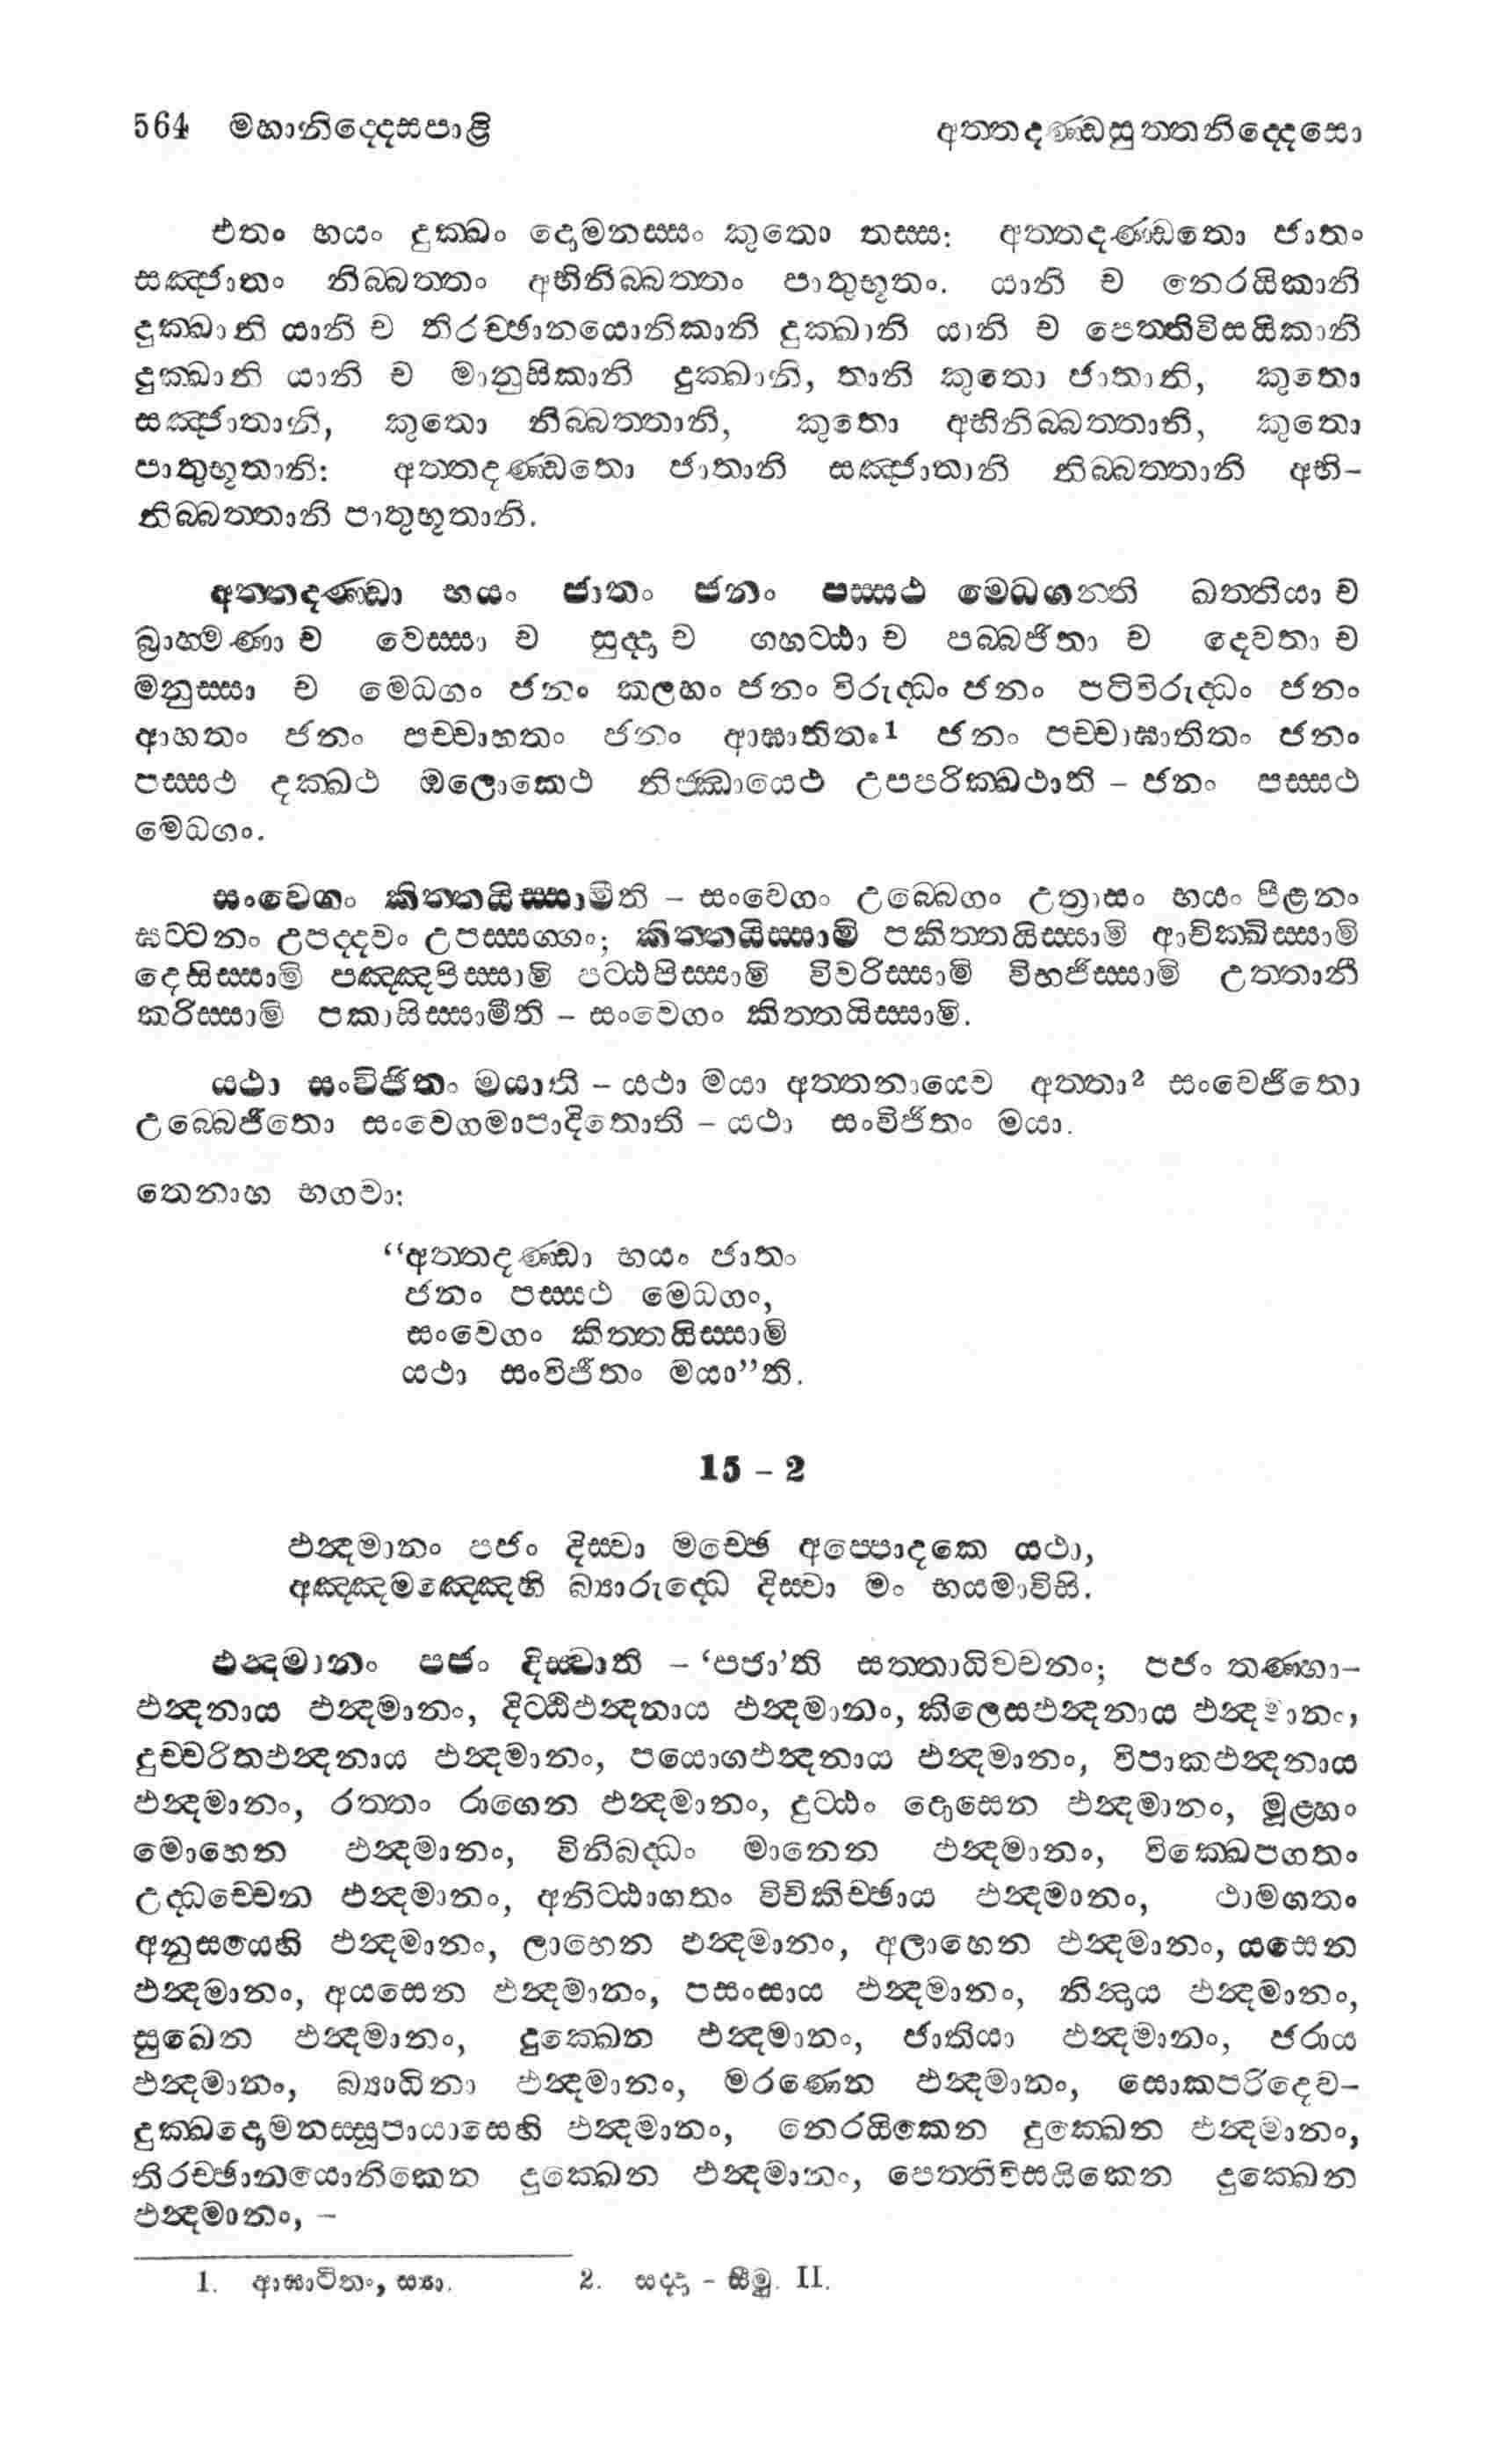 564 මහානිද්දෙසපාළි අත්තදණ්ඩසුත්තනිද්දෙසො
එතං භයං දුක්ඛං දොමනස්සං කුතො තස්ස: අත්තදණ්ඩතො ජාතං
සඤ්ජාතං නිබ්බත්තං අභිනිබ්බත්තං පාතුභූතං. යානි ච නෙරයිකානි
දුක්ඛානි යානි ච තිරච්ඡානයොනිකානි දුක්ඛානි යානි ච පෙත්තිවිසයිකානි
දුක්ඛානි යානි ච මානුසිකානි දුක්ඛානි, තානි කුතො ජාතානි, කුතො
සඤ්ජාතානි, කුතො නිබ්බත්තානි, කුතො අභිනිබ්බත්තානි, කුතො
පාතුභූතානි: අත්තදණ්ඩතො ජාතානි සඤ්ජාතානි නිබ්බත්තානි අභි-
නිබ්බත්තානි පාතුභූතානි.
අත්තදණ්ඩා භයං ජාතං ජනං පස්සථ මෙධගන්ති ඛත්තියා ච
බ්‍රාහ්මණා ච වෙස්සා ච සුද්දා ච ගහට්ඨා ච පබ්බජිතා ච දෙවතා ච
මනුස්සා ච මෙධගං ජනං කලහං ජනං විරුද්ධං ජනං පටිවිරුද්ධං ජනං
ආහතං ජනං පච්චාහතං ජනං ආඝාතිතං1 ජනං පච්චාඝාතිතං ජනං
පස්සථ දක්ඛථ ඔලොකෙථ නිජ්ඣායෙථ උපපරික්ඛථාති – ජනං පස්සථ
මෙධගං.
සංවෙගං කිත්තයිස්සාමීති – සංවෙගං උබ්බෙගං උත්‍රාසං භයං පීළනං
ඝට්ටනං උපද්දවං උපස්සග්ගං; කිත්තයිස්සාමි පකිත්තයිස්සාමි ආචික්ඛිස්සාමි
දෙසිස්සාමි පඤ්ඤපිස්සාමි පට්ඨපිස්සාමි විවරිස්සාමි විභජිස්සාමි උත්තානී
කරිස්සාමි පකාසිස්සාමීති – සංවෙගං කිත්තයිස්සාමි.
යථා සංවිජිතං මයාති – යථා මයා අත්තනායෙව අත්තා2 සංවෙජිතො
උබ්බෙජිතො සංවෙගමාපාදිතොති – යථා සංවිජිතං මයා.
තෙනාහ භගවා:
“අත්තදණ්ඩා භයං ජාතං
ජනං පස්සථ මෙධගං,
සංවෙගං කිත්තයිස්සාමි
යථා සංවිජිතං මයා”ති.
15 – 2
ඵන්දමානං පජං දිස්වා මච්ඡෙ අප්පොදකෙ යථා,
අඤ්ඤමඤ්ඤෙහි බ්‍යාරුද්ධෙ දිස්වා මං භයමාවිසි.
ඵන්දමානං පජං දිස්වාති – ‘පජා’ති සත්තාධිවචනං; පජං තණ්හා-
ඵන්දනාය ඵන්දමානං, දිට්ඨිඵන්දනාය ඵන්දමානං, කිලෙසඵන්දනාය ඵන්දමානං,
දුච්චරිතඵන්දනාය ඵන්දමානං, පයොගඵන්දනාය ඵන්දමානං, විපාකඵන්දනාය
ඵන්දමානං, රත්තං රාගෙන ඵන්දමානං, දුට්ඨං දොසෙන ඵන්දමානං, මූළ්හං
මොහෙන ඵන්දමානං, විනිබද්ධං මානෙන ඵන්දමානං, වික්ඛෙපගතං
උද්ධච්චෙන ඵන්දමානං, අනිට්ඨාගතං විචිකිච්ඡාය ඵන්දමානං, ථාමගතං
අනුසයෙහි ඵන්දමානං, ලාභෙන ඵන්දමානං, අලාභෙන ඵන්දමානං, යසෙන
ඵන්දමානං, අයසෙන ඵන්දමානං, පසංසාය ඵන්දමානං, නින්දාය ඵන්දමානං,
සුඛෙන ඵන්දමානං, දුක්ඛෙන ඵන්දමානං, ජාතියා ඵන්දමානං, ජරාය
ඵන්දමානං, බ්‍යාධිනා ඵන්දමානං, මරණෙන ඵන්දමානං, සොකපරිදෙව-
දුක්ඛදොමනස්සූපායාසෙහි ඵන්දමානං, නෙරයිකෙන දුක්ඛෙන ඵන්දමානං,
තිරච්ඡානයොනිකෙන දුක්ඛෙන ඵන්දමානං, පෙත්තිවිසයිකෙන දුක්ඛෙන
ඵන්දමානං, –
1. ආඝාටිතං, ස්‍යා. 2. සද්දා – සීමු. II.